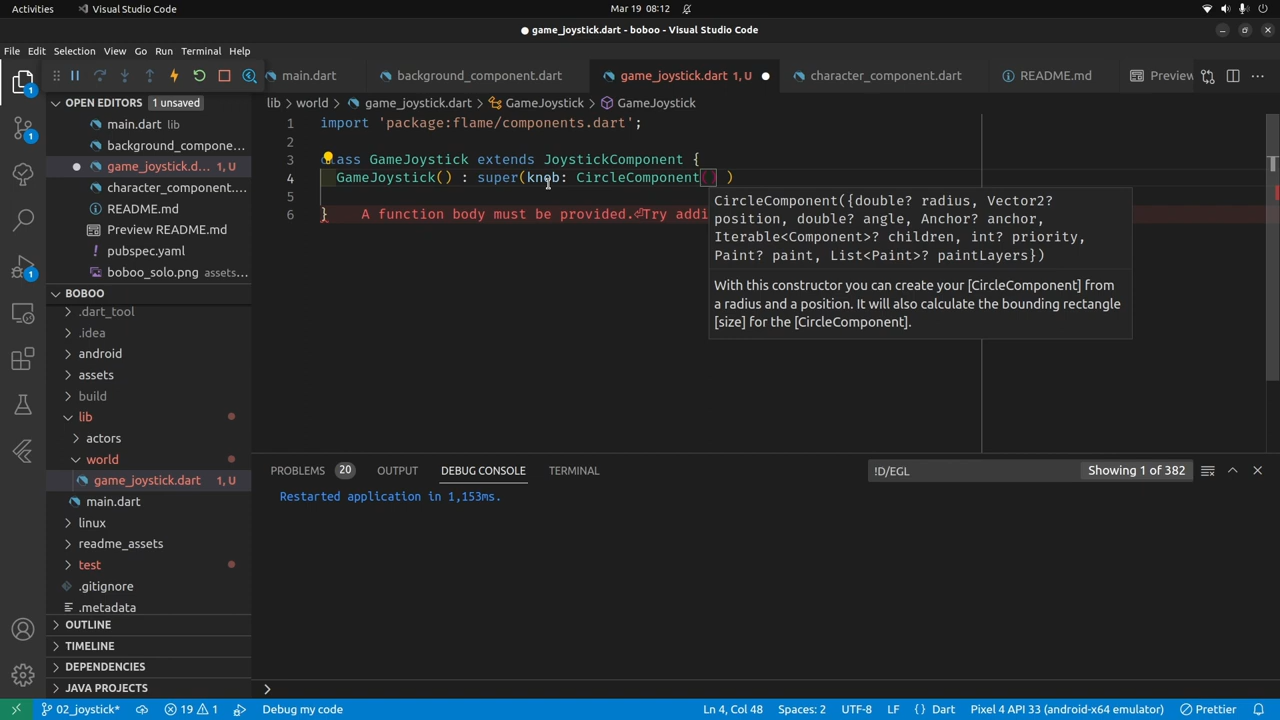 Activities
Visual Studio Code
Mar 19 08:12
game_joystick.dart - boboo - Visual Studio Code
File Edit Selection View Go Run Terminal Help
main.dart
background_component.dart
game_joystick.dart 1, U
character_component.dart
README.md
Preview
OPEN EDITORS 1 unsaved
main.dart lib
background_compone...
game_joystick.d... 1, U
character_component....
README.md
Preview README.md
pubspec.yaml
boboo_solo.png assets...
BOBOO
.dart_tool
.idea
android
assets
build
lib
actors
world
game_joystick.dart 1, U
main.dart
linux
readme_assets
test
.gitignore
.metadata
OUTLINE
TIMELINE
DEPENDENCIES
JAVA PROJECTS
lib > world > game_joystick.dart > GameJoystick > GameJoystick
1 import 'package:flame/components.dart';
2
3 class GameJoystick extends JoystickComponent {
4 GameJoystick() : super(knob: CircleComponent() )
5
6 } A function body must be provided.⏎Try addi
CircleComponent({double? radius, Vector2?
position, double? angle, Anchor? anchor,
Iterable<Component>? children, int? priority,
Paint? paint, List<Paint>? paintLayers})
With this constructor you can create your [CircleComponent] from
a radius and a position. It will also calculate the bounding rectangle
[size] for the [CircleComponent].
PROBLEMS 20 OUTPUT DEBUG CONSOLE TERMINAL
!D/EGL
Showing 1 of 382
Restarted application in 1,153ms.
02_joystick* 19 1 Debug my code
Ln 4, Col 48 Spaces: 2 UTF-8 LF {} Dart Pixel 4 API 33 (android-x64 emulator) Prettier